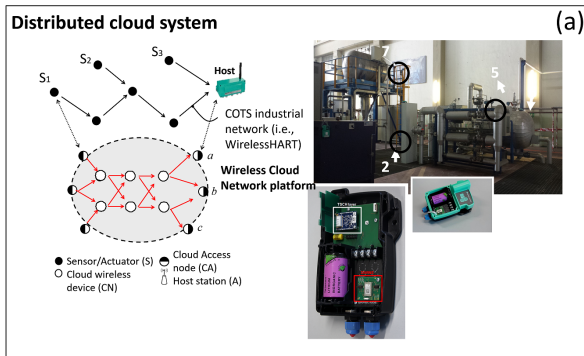 Distributed cloud system
(a)
S1
S2
S3
Host
COTS industrial
network (i.e.,
WirelessHART)
a
Wireless Cloud
Network platform
b
c
Sensor/Actuator (S)
Cloud wireless
device (CN)
Cloud Access
node (CA)
Host station (A)
7
5
2